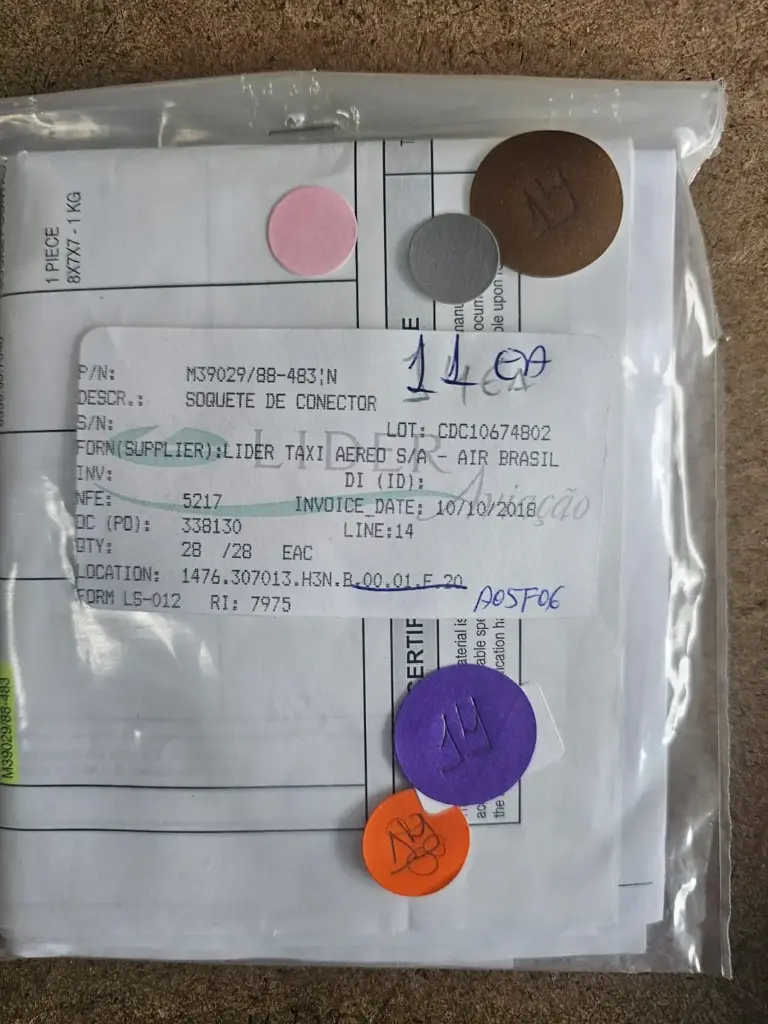 1 PIECE
8X7X7 - 1 KG
14
11 EA
P/N: M39029/88-483¦N
DESCR.: SOQUETE DE CONECTOR
S/N: LOT: CDC10674802
FORN(SUPPLIER):LIDER TAXI AEREO S/A - AIR BRASIL
INV: DI (ID):
NFE: 5217 INVOICE_DATE: 10/10/2018
OC (PO): 338130 LINE:14
QTY: 28 /28 EAC
LOCATION: 1476.307013.H3N.B.00.01.F.20
A05F06
FORM LS-012 RI: 7975
LIDER
Aviação
M39029/88-483
CERTIF
14